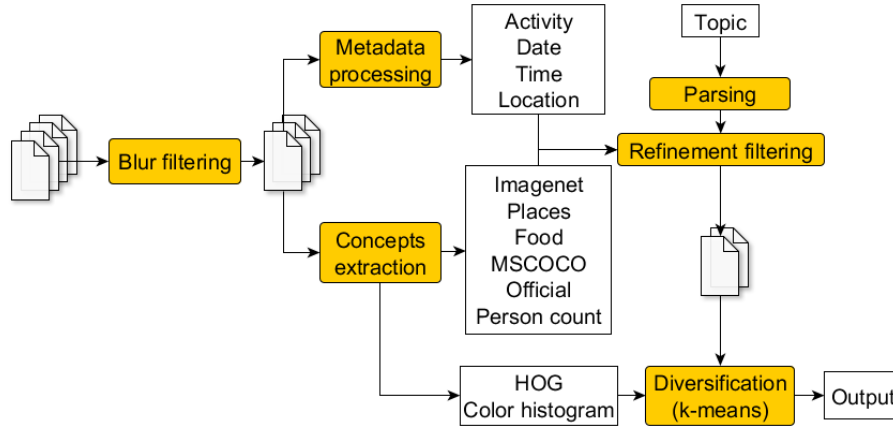 Blur filtering
Metadata
processing
Concepts
extraction
Activity
Date
Time
Location
Imagenet
Places
Food
MSCOCO
Official
Person count
HOG
Color histogram
Topic
Parsing
Refinement filtering
Diversification
(k-means)
Output